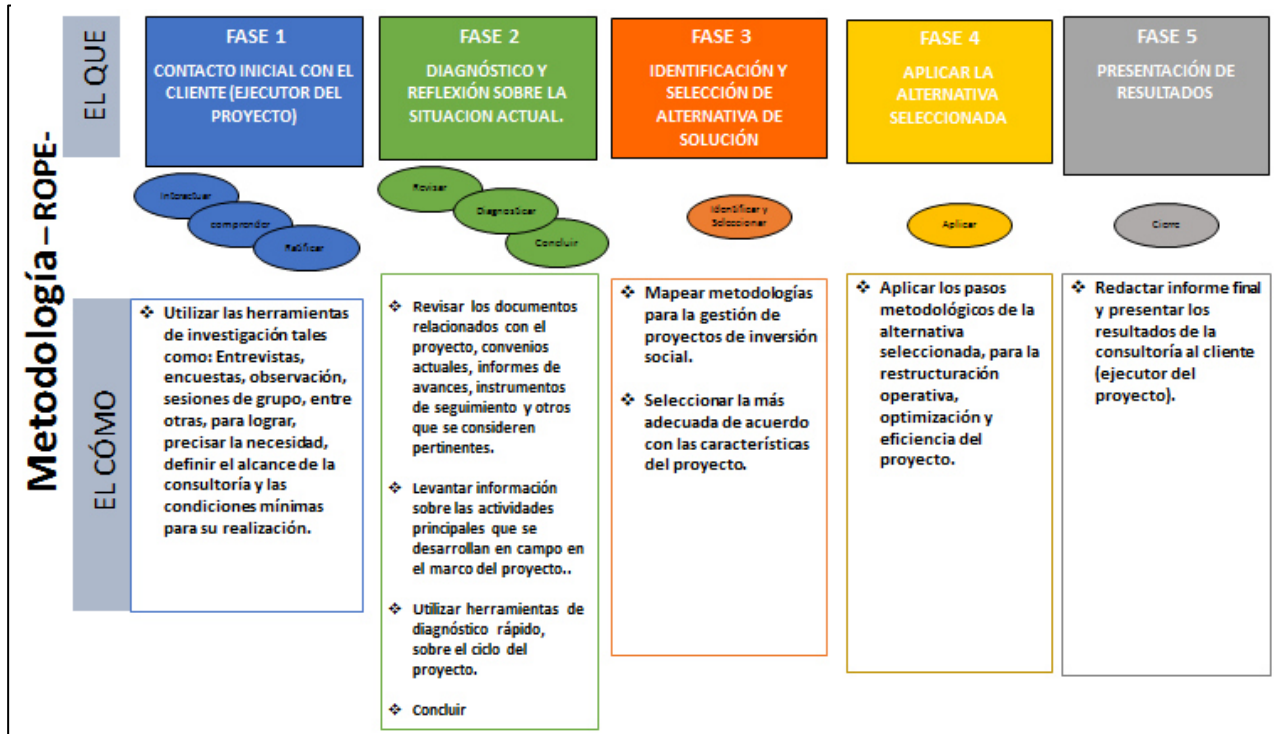 Metodología – ROPE-
EL QUE
FASE 1
CONTACTO INICIAL CON EL
CLIENTE (EJECUTOR DEL
PROYECTO)
FASE 2
DIAGNÓSTICO Y
REFLEXIÓN SOBRE LA
SITUACION ACTUAL.
FASE 3
IDENTIFICACIÓN Y
SELECCIÓN DE
ALTERNATIVA DE
SOLUCIÓN
FASE 4
APLICAR LA
ALTERNATIVA
SELECCIONADA
FASE 5
PRESENTACIÓN DE
RESULTADOS
Interactuar
comprender
Ratificar
Revisar
Diagnosticar
Concluir
Identificar y
Seleccionar
Aplicar
Cierre
EL CÓMO
❖ Utilizar las herramientas
de investigación tales
como: Entrevistas,
encuestas, observación,
sesiones de grupo, entre
otras, para lograr,
precisar la necesidad,
definir el alcance de la
consultoría y las
condiciones mínimas
para su realización.
❖ Revisar los documentos
relacionados con el
proyecto, convenios
actuales, informes de
avances, instrumentos
de seguimiento y otros
que se consideren
pertinentes.
❖ Levantar información
sobre las actividades
principales que se
desarrollan en campo en
el marco del proyecto..
❖ Utilizar herramientas de
diagnóstico rápido,
sobre el ciclo del
proyecto.
❖ Concluir
❖ Mapear metodologías
para la gestión de
proyectos de inversión
social.
❖ Seleccionar la más
adecuada de acuerdo
con las características
del proyecto.
❖ Aplicar los pasos
metodológicos de la
alternativa
seleccionada, para la
restructuración
operativa,
optimización y
eficiencia del
proyecto.
❖ Redactar informe final
y presentar los
resultados de la
consultoría al cliente
(ejecutor del
proyecto).